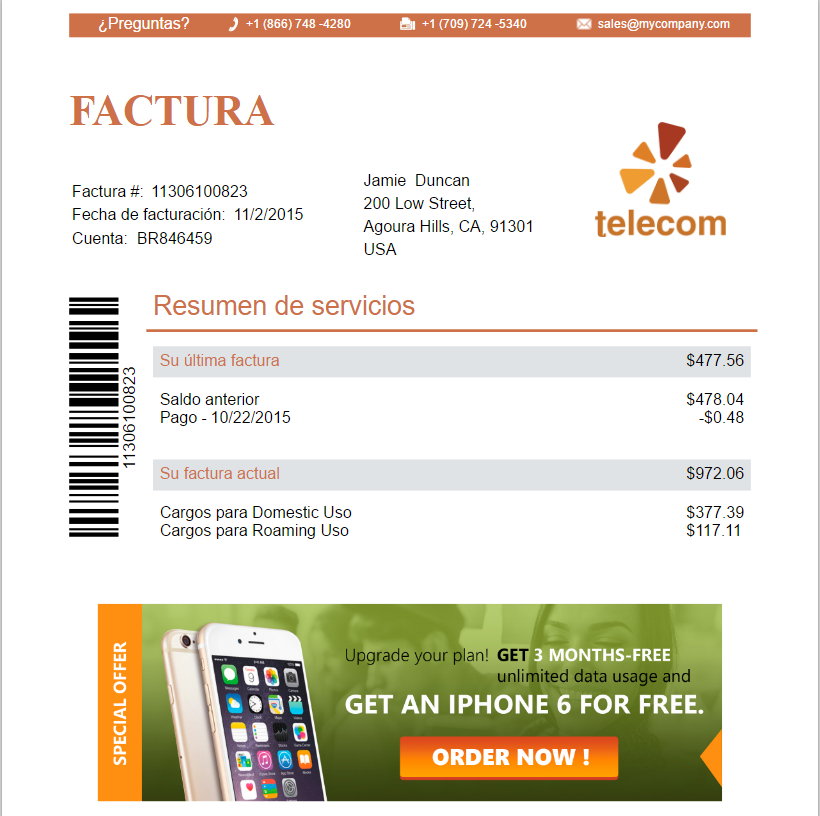 ¿Preguntas? +1 (866) 748 -4280 +1 (709) 724 -5340 sales@mycompany.com
FACTURA
Factura #: 11306100823
Fecha de facturación: 11/2/2015
Cuenta: BR846459
Jamie Duncan
200 Low Street,
Agoura Hills, CA, 91301
USA
telecom
11306100823
Resumen de servicios
Su última factura $477.56
Saldo anterior $478.04
Pago - 10/22/2015 -$0.48
Su factura actual $972.06
Cargos para Domestic Uso $377.39
Cargos para Roaming Uso $117.11
SPECIAL OFFER
Upgrade your plan! GET 3 MONTHS-FREE
unlimited data usage and
GET AN IPHONE 6 FOR FREE.
ORDER NOW !